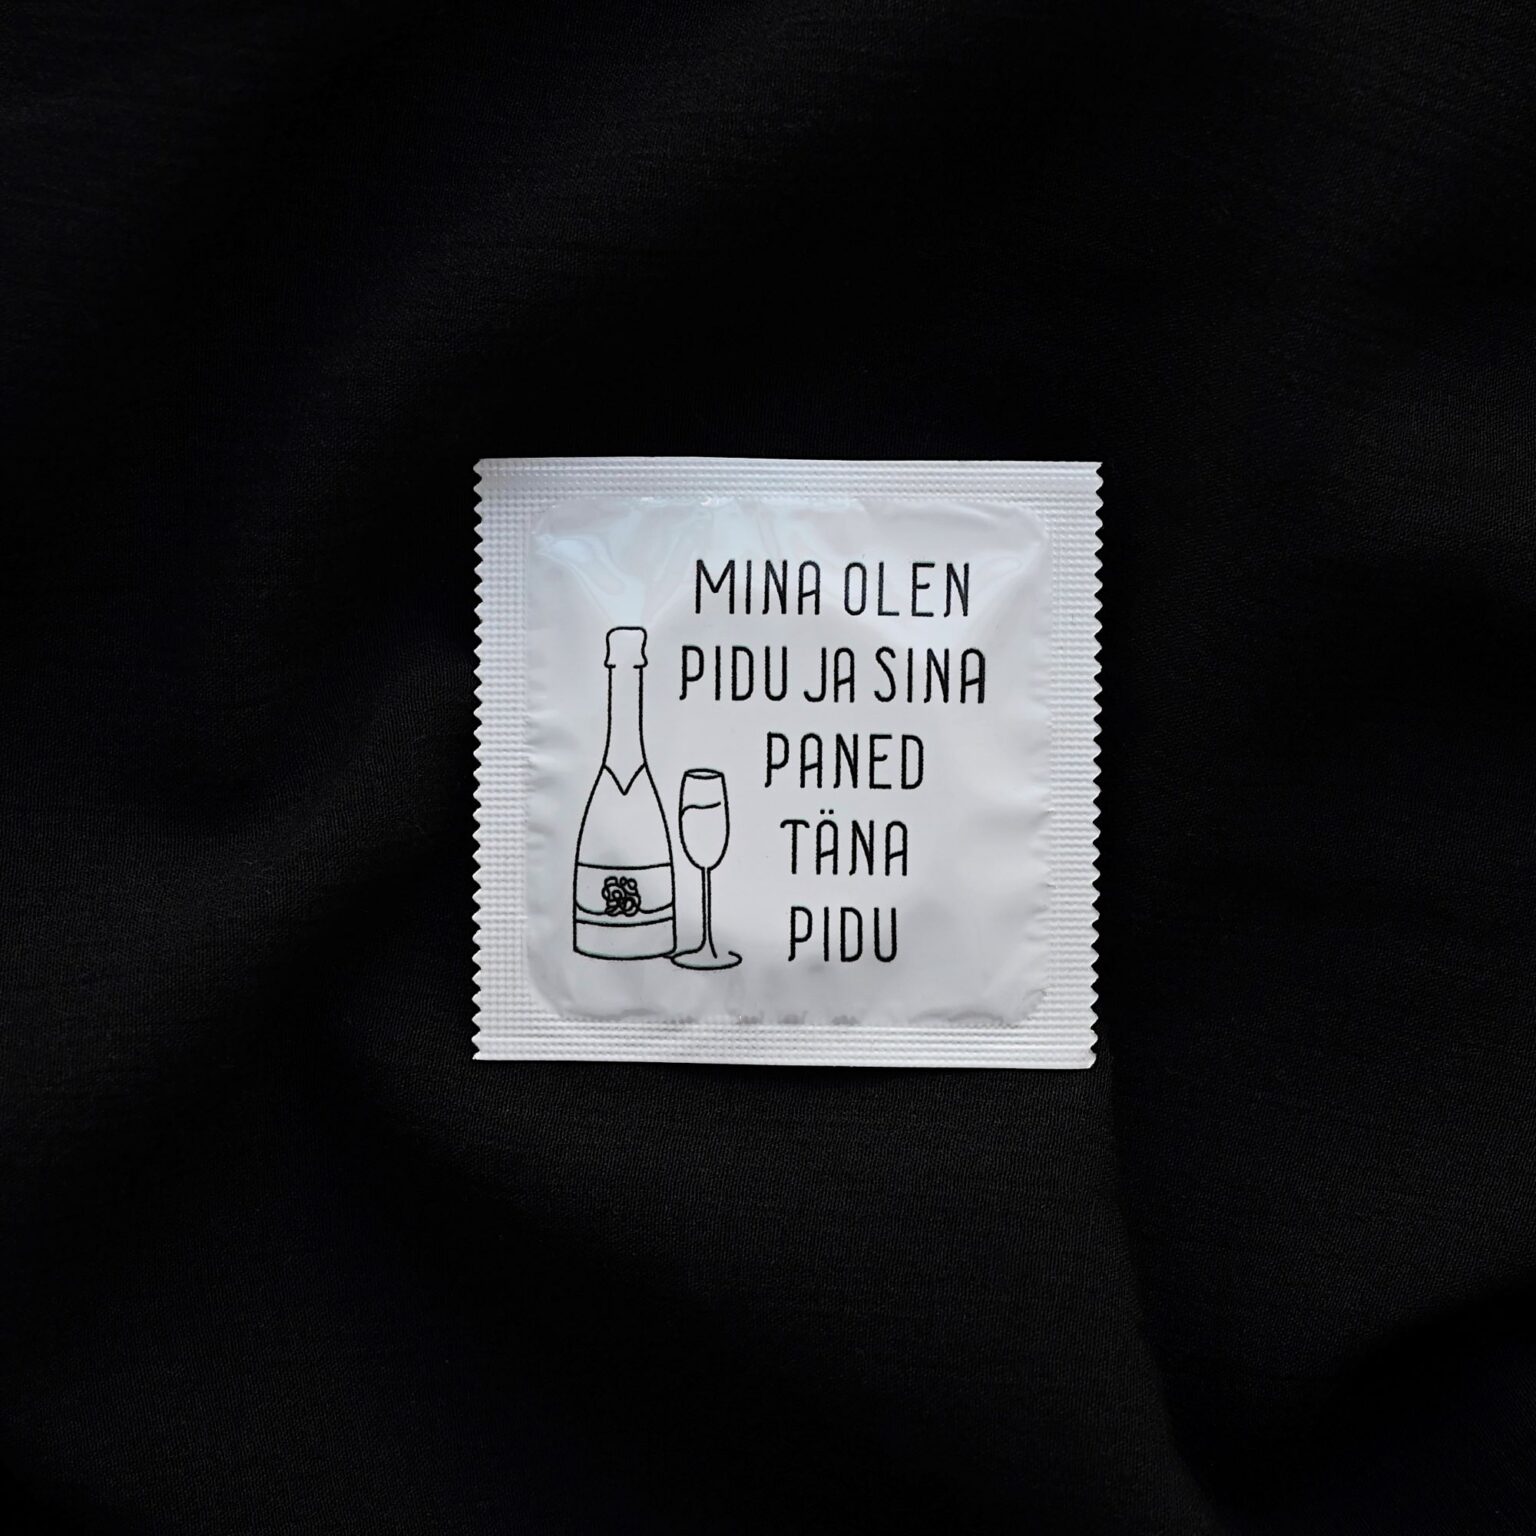 MINA OLEN
PIDU JA SINA
PANED
TÄNA
PIDU